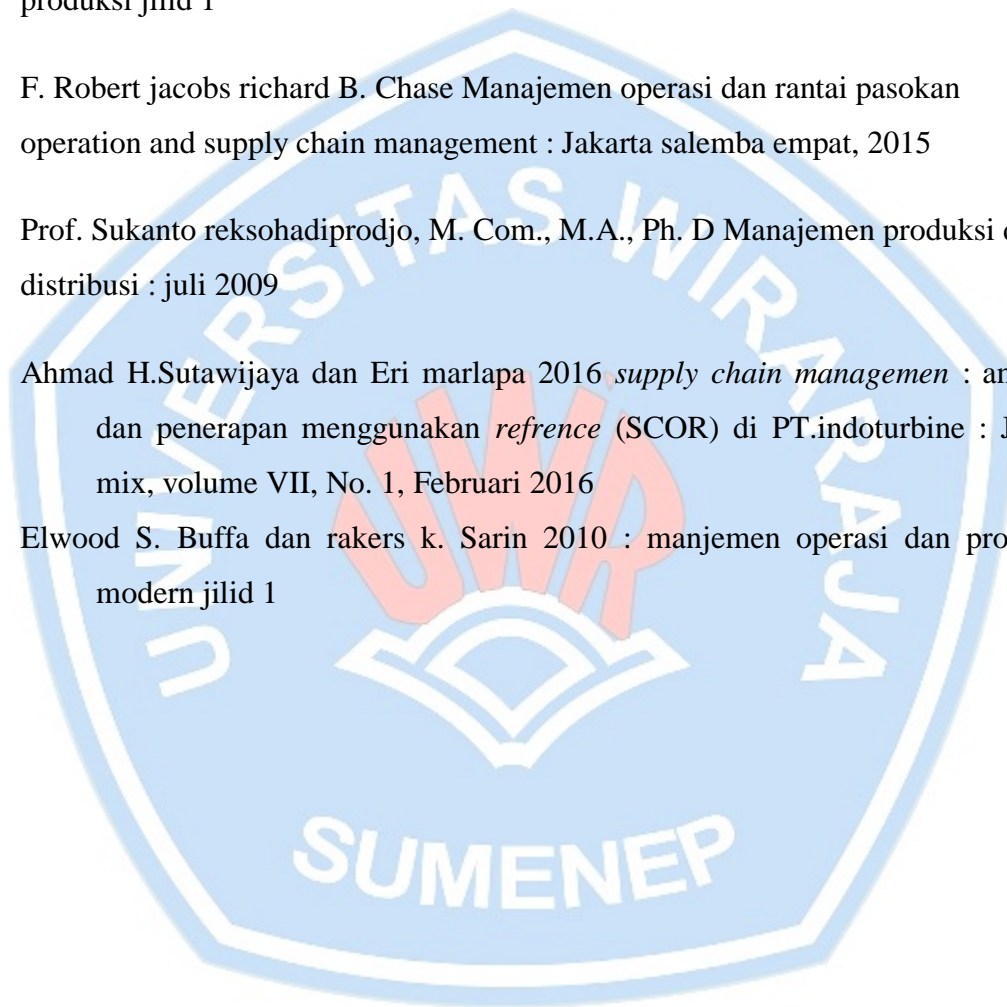 produksi jilid 1
F. Robert jacobs richard B. Chase Manajemen operasi dan rantai pasokan
operation and supply chain management : Jakarta salemba empat, 2015
Prof. Sukanto reksohadiprodjo, M. Com., M.A., Ph. D Manajemen produksi
distribusi : juli 2009
Ahmad H.Sutawijaya dan Eri marlapa 2016 supply chain managemen :
dan penerapan menggunakan refrence (SCOR) di PT.indoturbine :
mix, volume VII, No. 1, Februari 2016
Elwood S. Buffa dan rakers k. Sarin 2010 : manjemen operasi dan
modern jilid 1
UNIVERSITAS WIRARAJA
UWR
SUMENEP